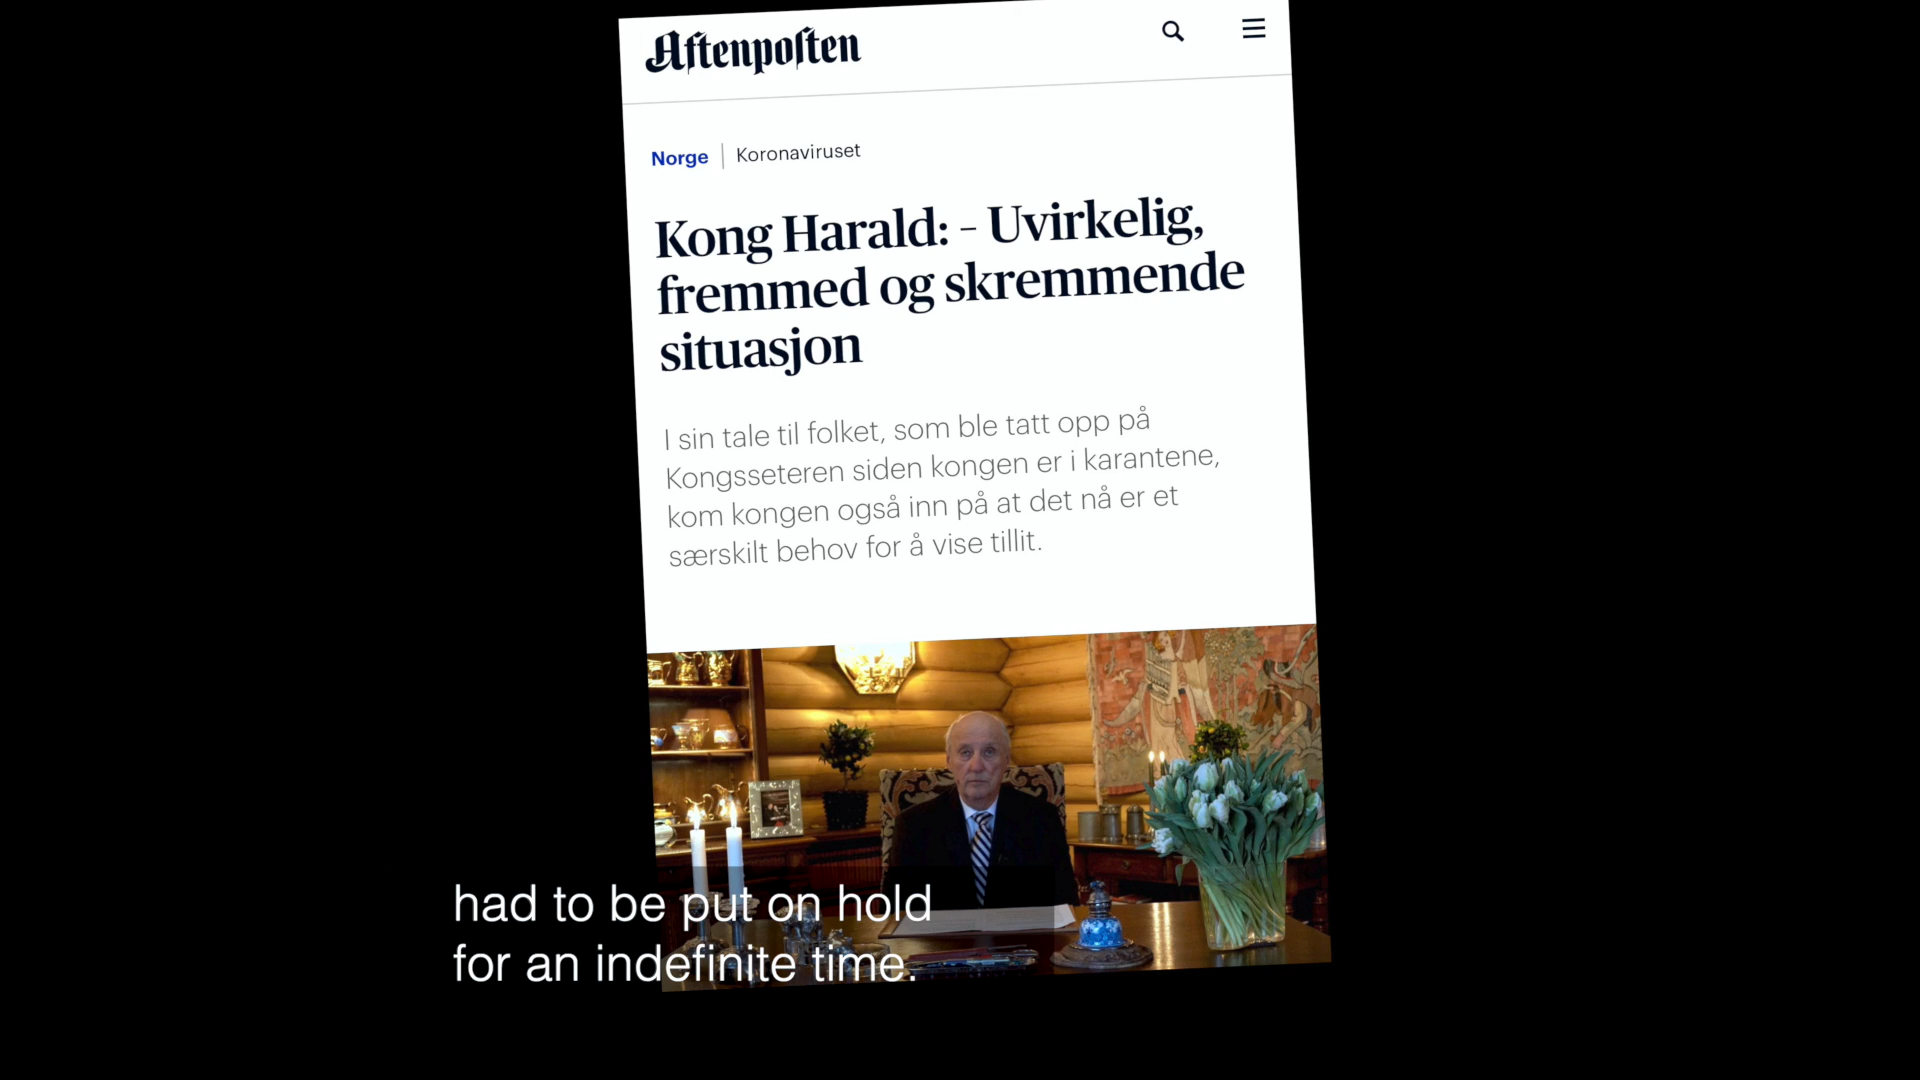 Aftenposten
Norge | Koronaviruset
Kong Harald: – Uvirkelig,
fremmed og skremmende
situasjon
I sin tale til folket, som ble tatt opp på
Kongsseteren siden kongen er i karantene,
kom kongen også inn på at det nå er et
særskilt behov for å vise tillit.
had to be put on hold
for an indefinite time.